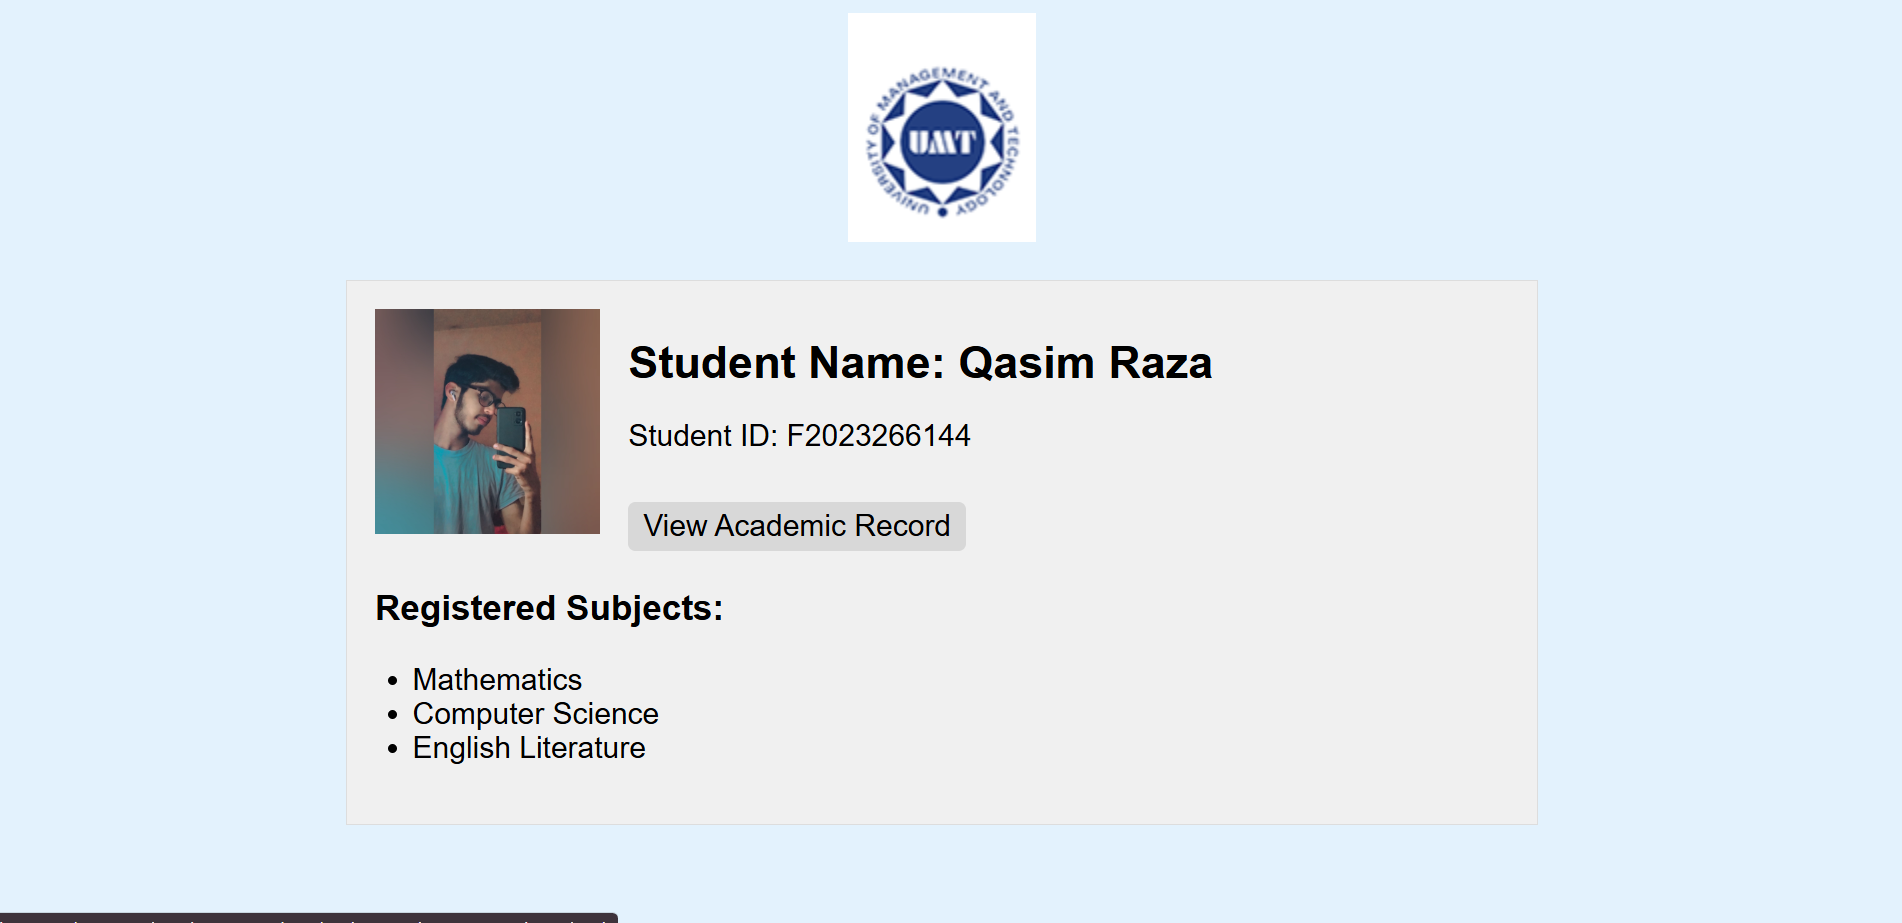 UNIVERSITY OF MANAGEMENT AND TECHNOLOGY
UMT
Student Name: Qasim Raza
Student ID: F2023266144
View Academic Record
Registered Subjects:
Mathematics
Computer Science
English Literature